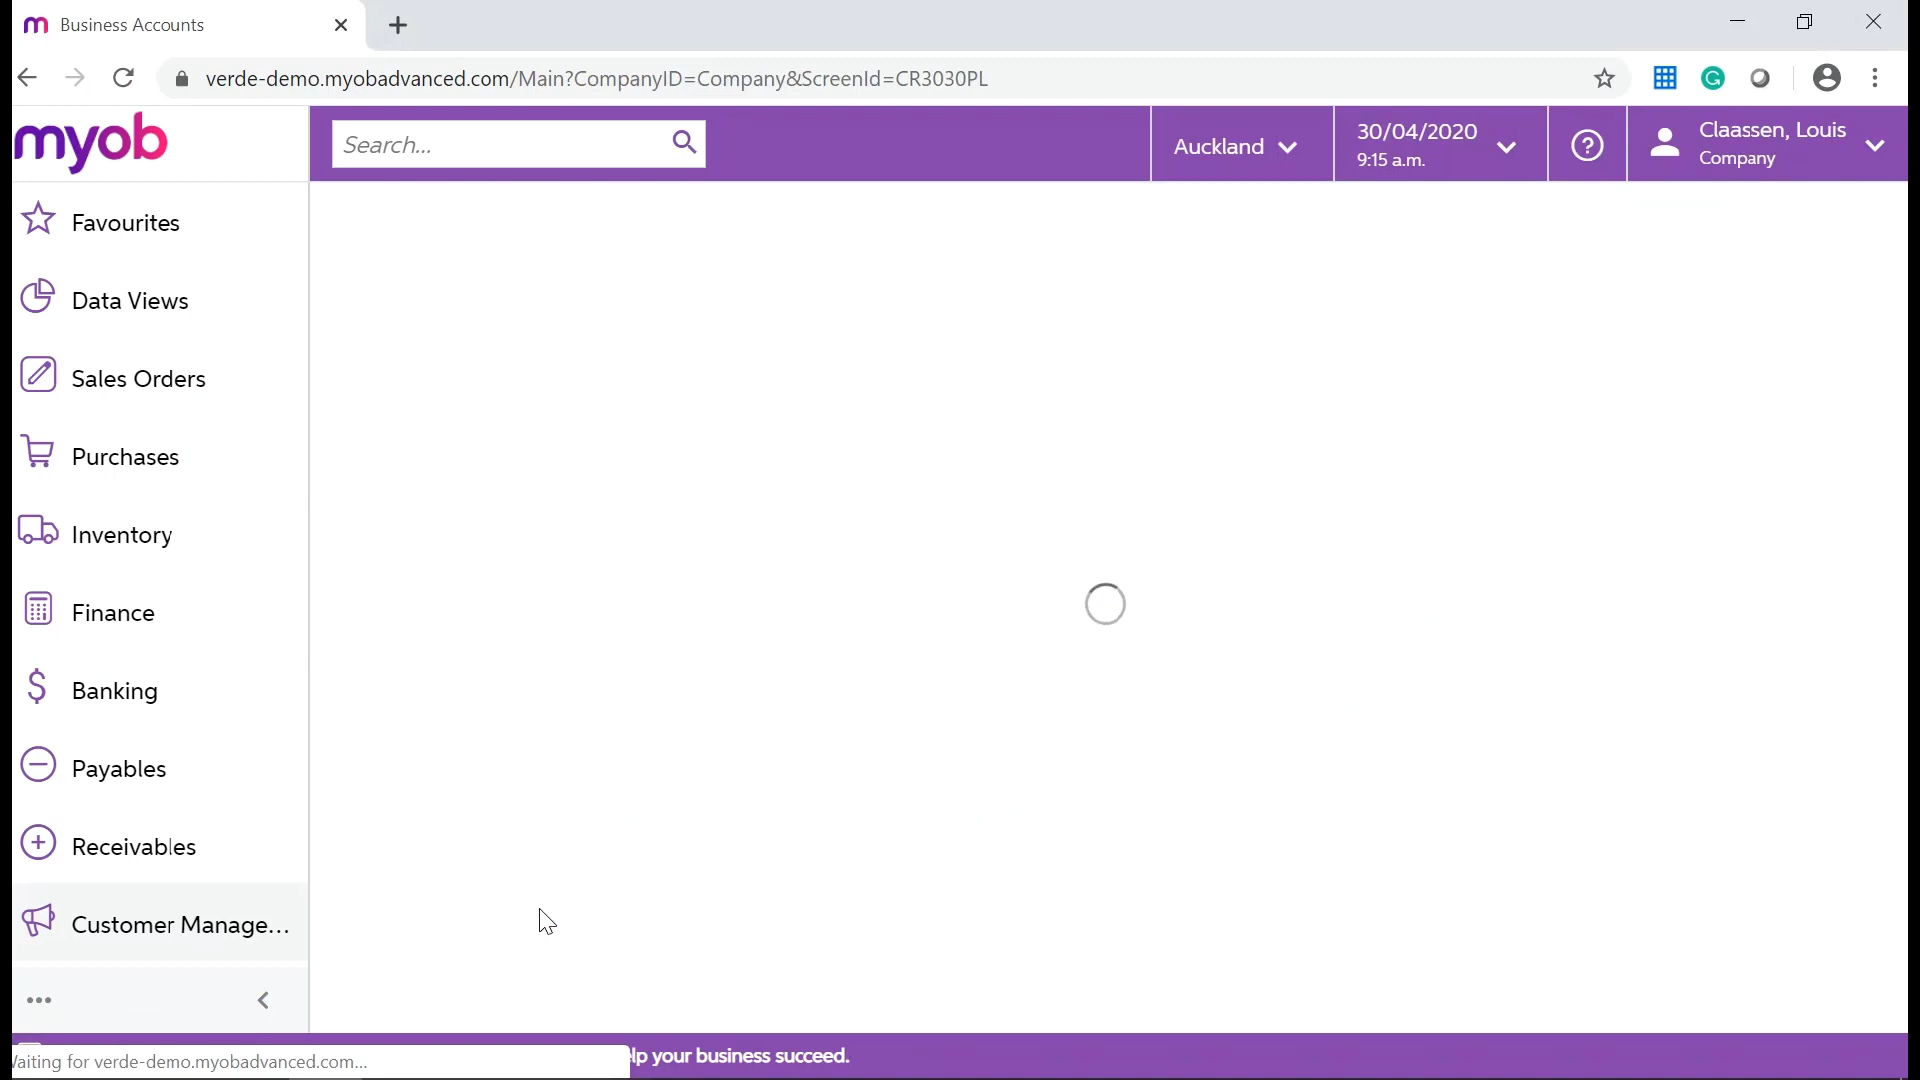 Business Accounts
verde-demo.myobadvanced.com/Main?CompanyID=Company&ScreenId=CR3030PL
myob
Search...
Auckland
30/04/2020
9:15 a.m.
Claassen, Louis
Company
Favourites
Data Views
Sales Orders
Purchases
Inventory
Finance
Banking
Payables
Receivables
Customer Manage...
lp your business succeed.
aiting for verde-demo.myobadvanced.com...